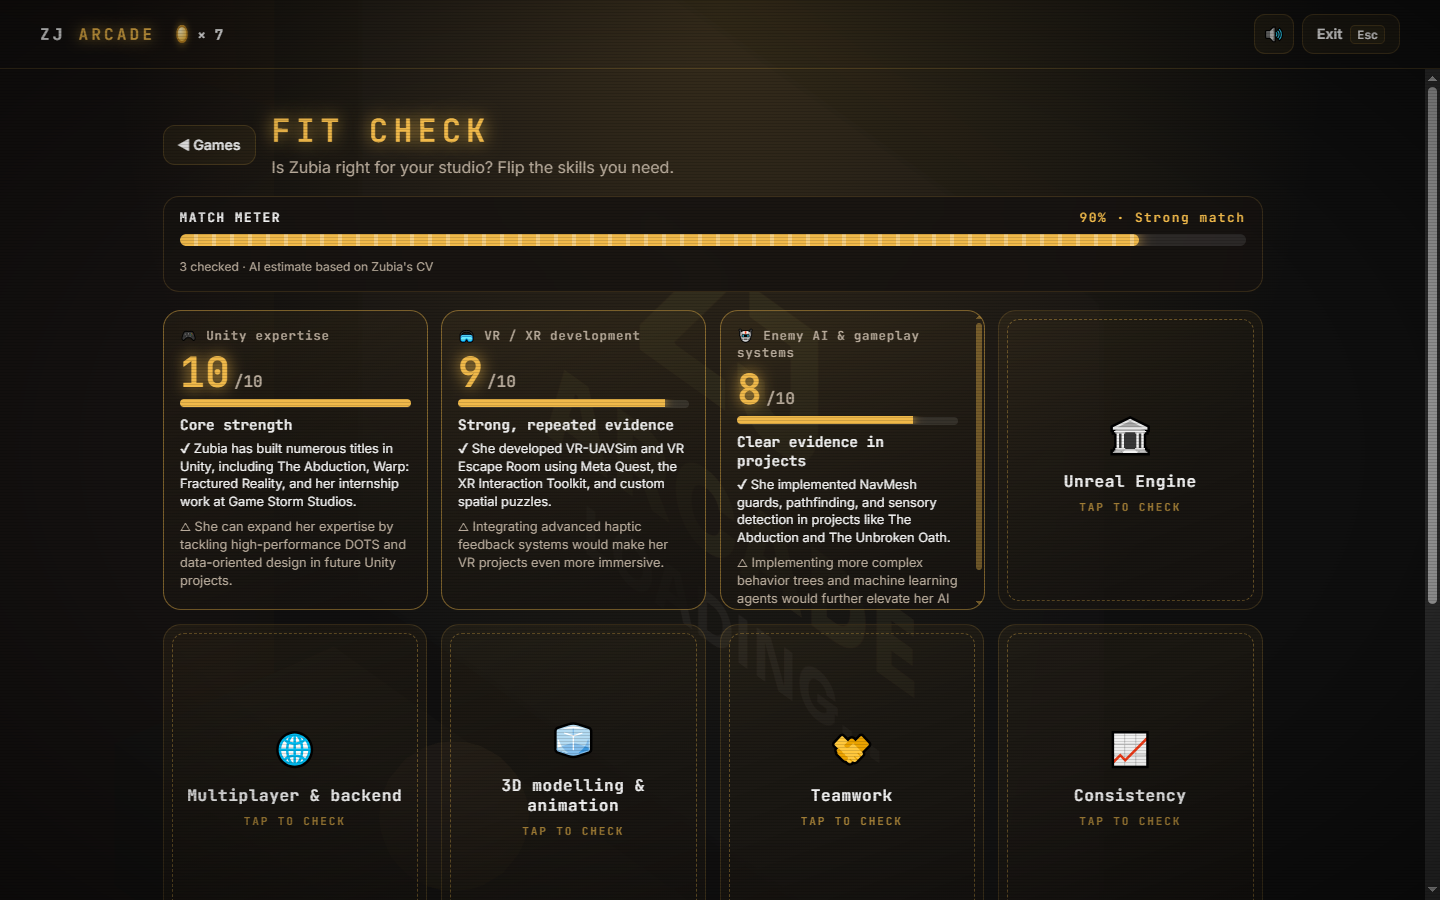 ZJ ARCADE × 7
Exit Esc
◀ Games
FIT CHECK
Is Zubia right for your studio? Flip the skills you need.
MATCH METER
90% · Strong match
3 checked · AI estimate based on Zubia's CV
Unity expertise
10 /10
Core strength
✓ Zubia has built numerous titles in
Unity, including The Abduction, Warp:
Fractured Reality, and her internship
work at Game Storm Studios.
△ She can expand her expertise by
tackling high-performance DOTS and
data-oriented design in future Unity
projects.
VR / XR development
9 /10
Strong, repeated evidence
✓ She developed VR-UAVSim and VR
Escape Room using Meta Quest, the
XR Interaction Toolkit, and custom
spatial puzzles.
△ Integrating advanced haptic
feedback systems would make her
VR projects even more immersive.
Enemy AI & gameplay
systems
8 /10
Clear evidence in
projects
✓ She implemented NavMesh
guards, pathfinding, and sensory
detection in projects like The
Abduction and The Unbroken Oath.
△ Implementing more complex
behavior trees and machine learning
agents would further elevate her AI
Unreal Engine
TAP TO CHECK
Multiplayer & backend
TAP TO CHECK
3D modelling &
animation
TAP TO CHECK
Teamwork
TAP TO CHECK
Consistency
TAP TO CHECK